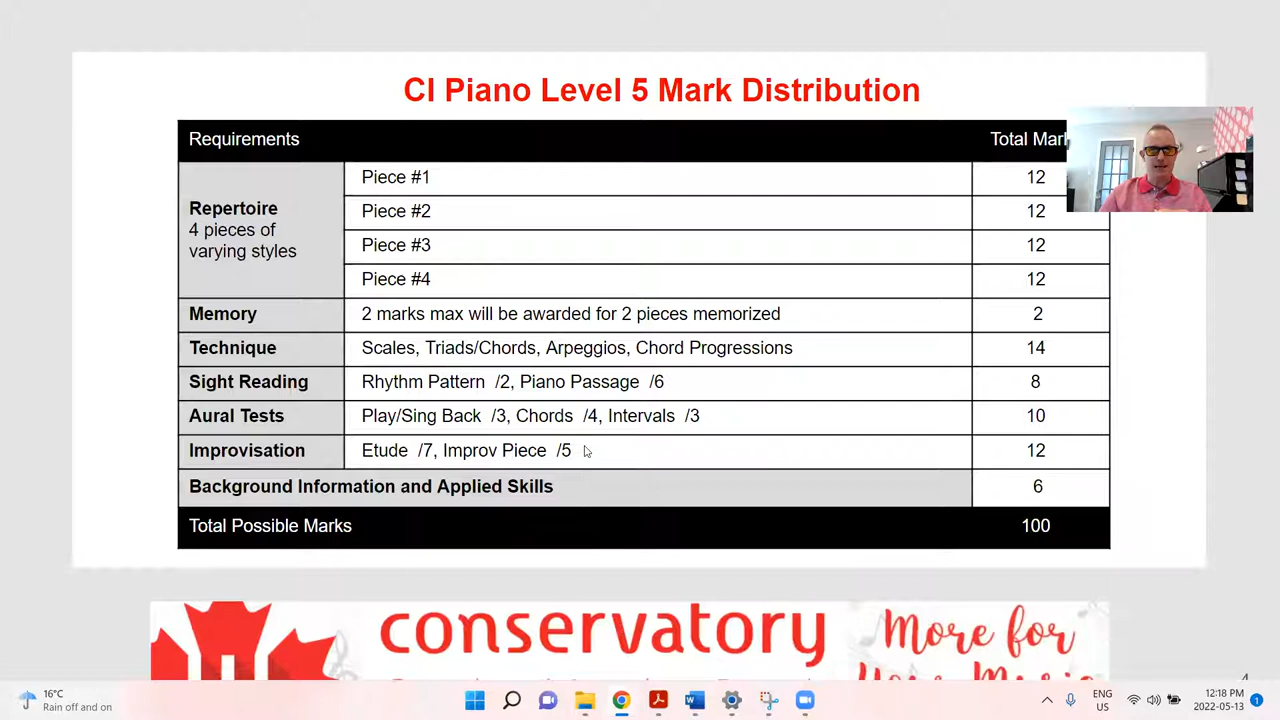 CI Piano Level 5 Mark Distribution
Requirements Total Mark
Repertoire
4 pieces of
varying styles
Piece #1 12
Piece #2 12
Piece #3 12
Piece #4 12
Memory 2 marks max will be awarded for 2 pieces memorized 2
Technique Scales, Triads/Chords, Arpeggios, Chord Progressions 14
Sight Reading Rhythm Pattern /2, Piano Passage /6 8
Aural Tests Play/Sing Back /3, Chords /4, Intervals /3 10
Improvisation Etude /7, Improv Piece /5 12
Background Information and Applied Skills 6
Total Possible Marks 100
conservatory
More for
16°C
Rain off and on
ENG
US
12:18 PM
2022-05-13
1